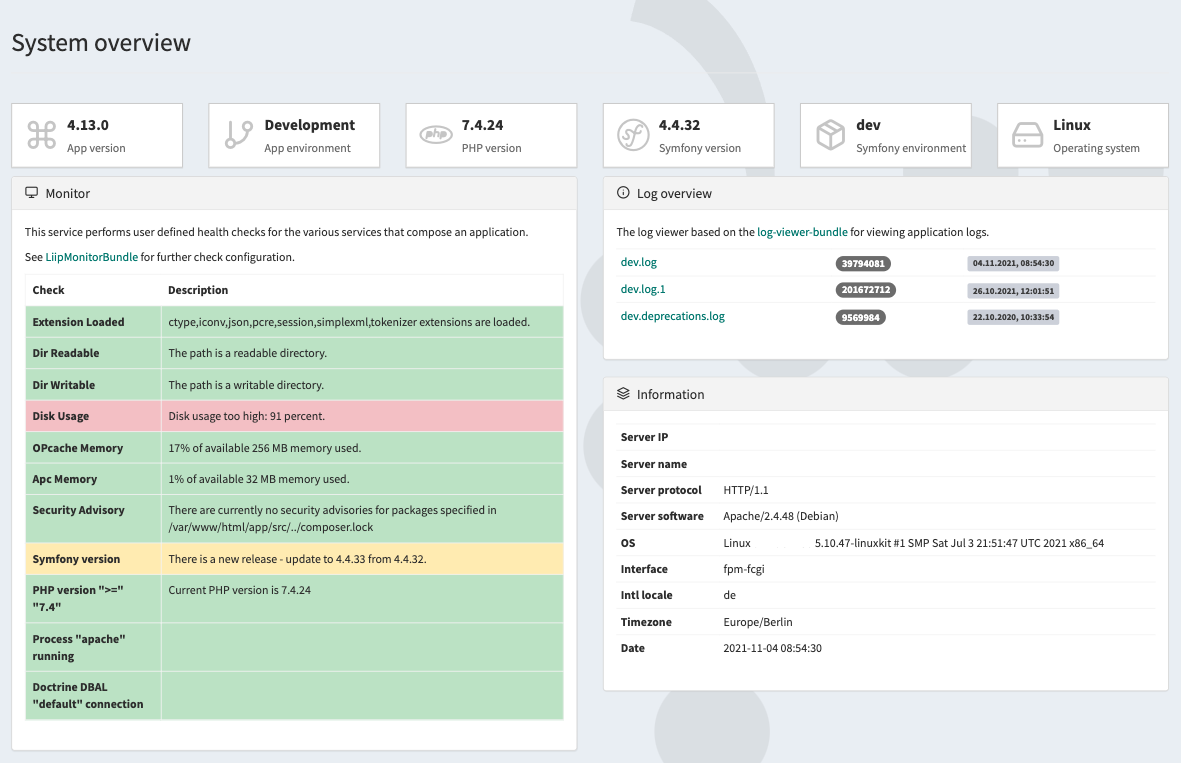 System overview
4.13.0
App version
Development
App environment
php
7.4.24
PHP version
sf
4.4.32
Symfony version
dev
Symfony environment
Linux
Operating system
Monitor
This service performs user defined health checks for the various services that compose an application.
See LiipMonitorBundle for further check configuration.
Check Description
Extension Loaded ctype,iconv,json,pcre,session,simplexml,tokenizer extensions are loaded.
Dir Readable The path is a readable directory.
Dir Writable The path is a writable directory.
Disk Usage Disk usage too high: 91 percent.
OPcache Memory 17% of available 256 MB memory used.
Apc Memory 1% of available 32 MB memory used.
Security Advisory There are currently no security advisories for packages specified in
/var/www/html/app/src/../composer.lock
Symfony version There is a new release - update to 4.4.33 from 4.4.32.
PHP version ">=" Current PHP version is 7.4.24
"7.4"
Process "apache"
running
Doctrine DBAL
"default" connection
Log overview
The log viewer based on the log-viewer-bundle for viewing application logs.
dev.log 39794081 04.11.2021, 08:54:30
dev.log.1 201672712 26.10.2021, 12:01:51
dev.deprecations.log 9569984 22.10.2020, 10:33:54
Information
Server IP
Server name
Server protocol HTTP/1.1
Server software Apache/2.4.48 (Debian)
OS Linux 5.10.47-linuxkit #1 SMP Sat Jul 3 21:51:47 UTC 2021 x86_64
Interface fpm-fcgi
Intl locale de
Timezone Europe/Berlin
Date 2021-11-04 08:54:30